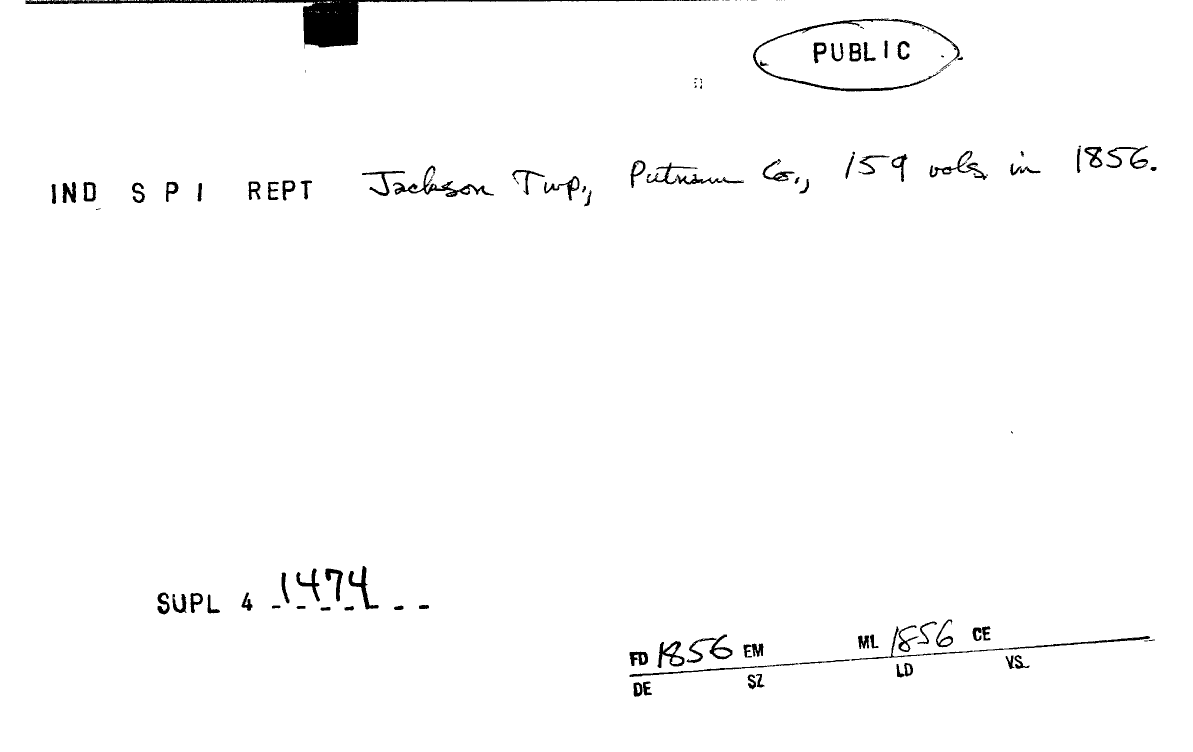 PUBLIC
IND S P I REPT Jackson Twp., Putnam Co., 159 vols in 1856.
SUPL 4 1474
FD 1856 EM ML 1856 CE
DE SZ LD VS